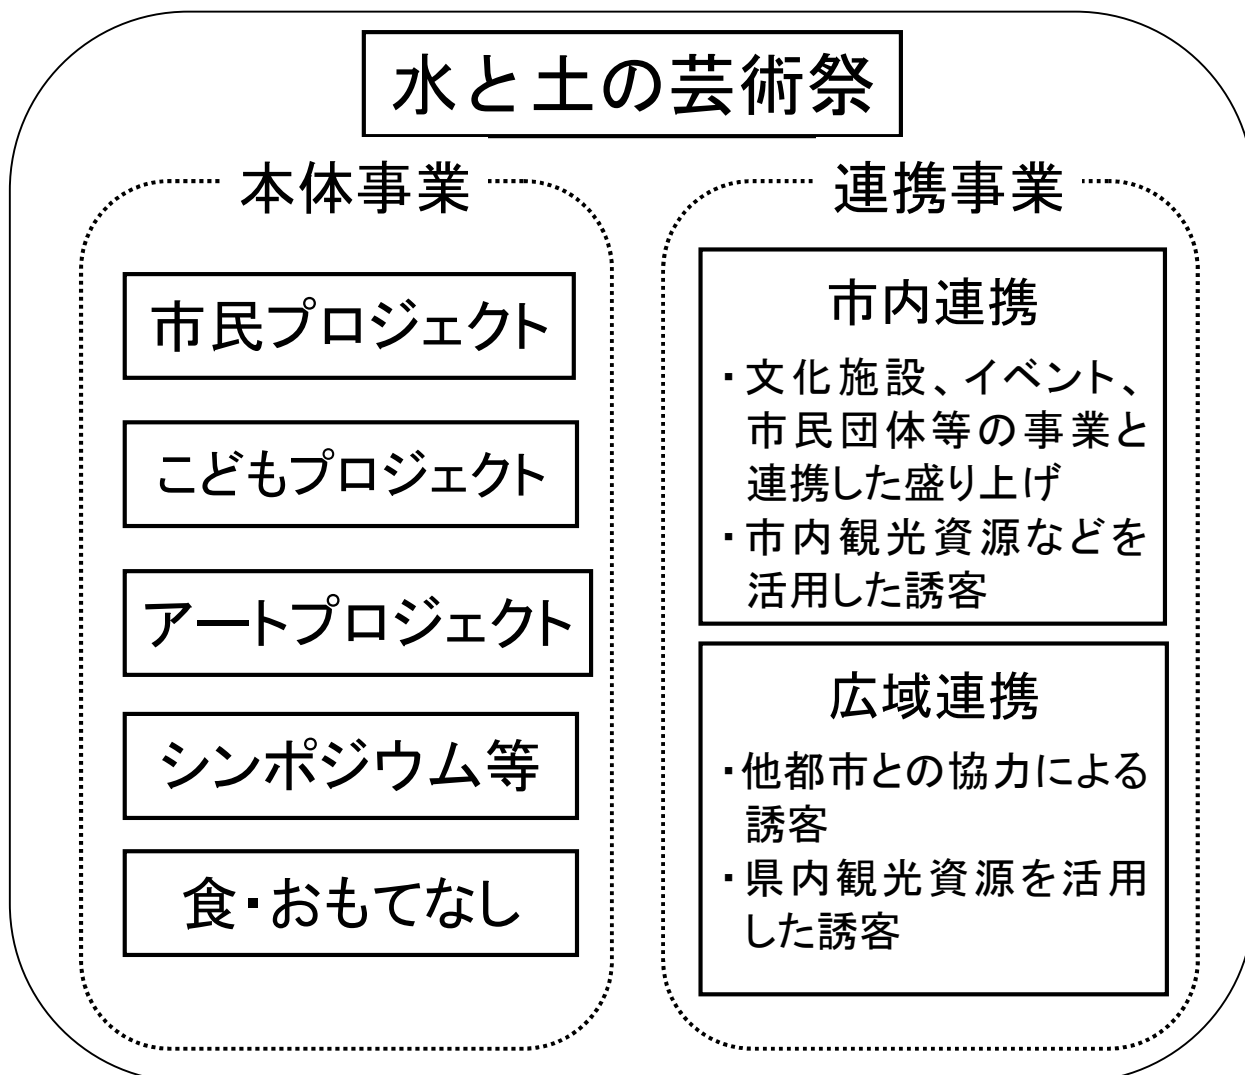 水と土の芸術祭
本体事業
市民プロジェクト
こどもプロジェクト
アートプロジェクト
シンポジウム等
食・おもてなし
連携事業
市内連携
・文化施設、イベント、
市民団体等の事業と
連携した盛り上げ
・市内観光資源などを
活用した誘客
広域連携
・他都市との協力による
誘客
・県内観光資源を活用
した誘客